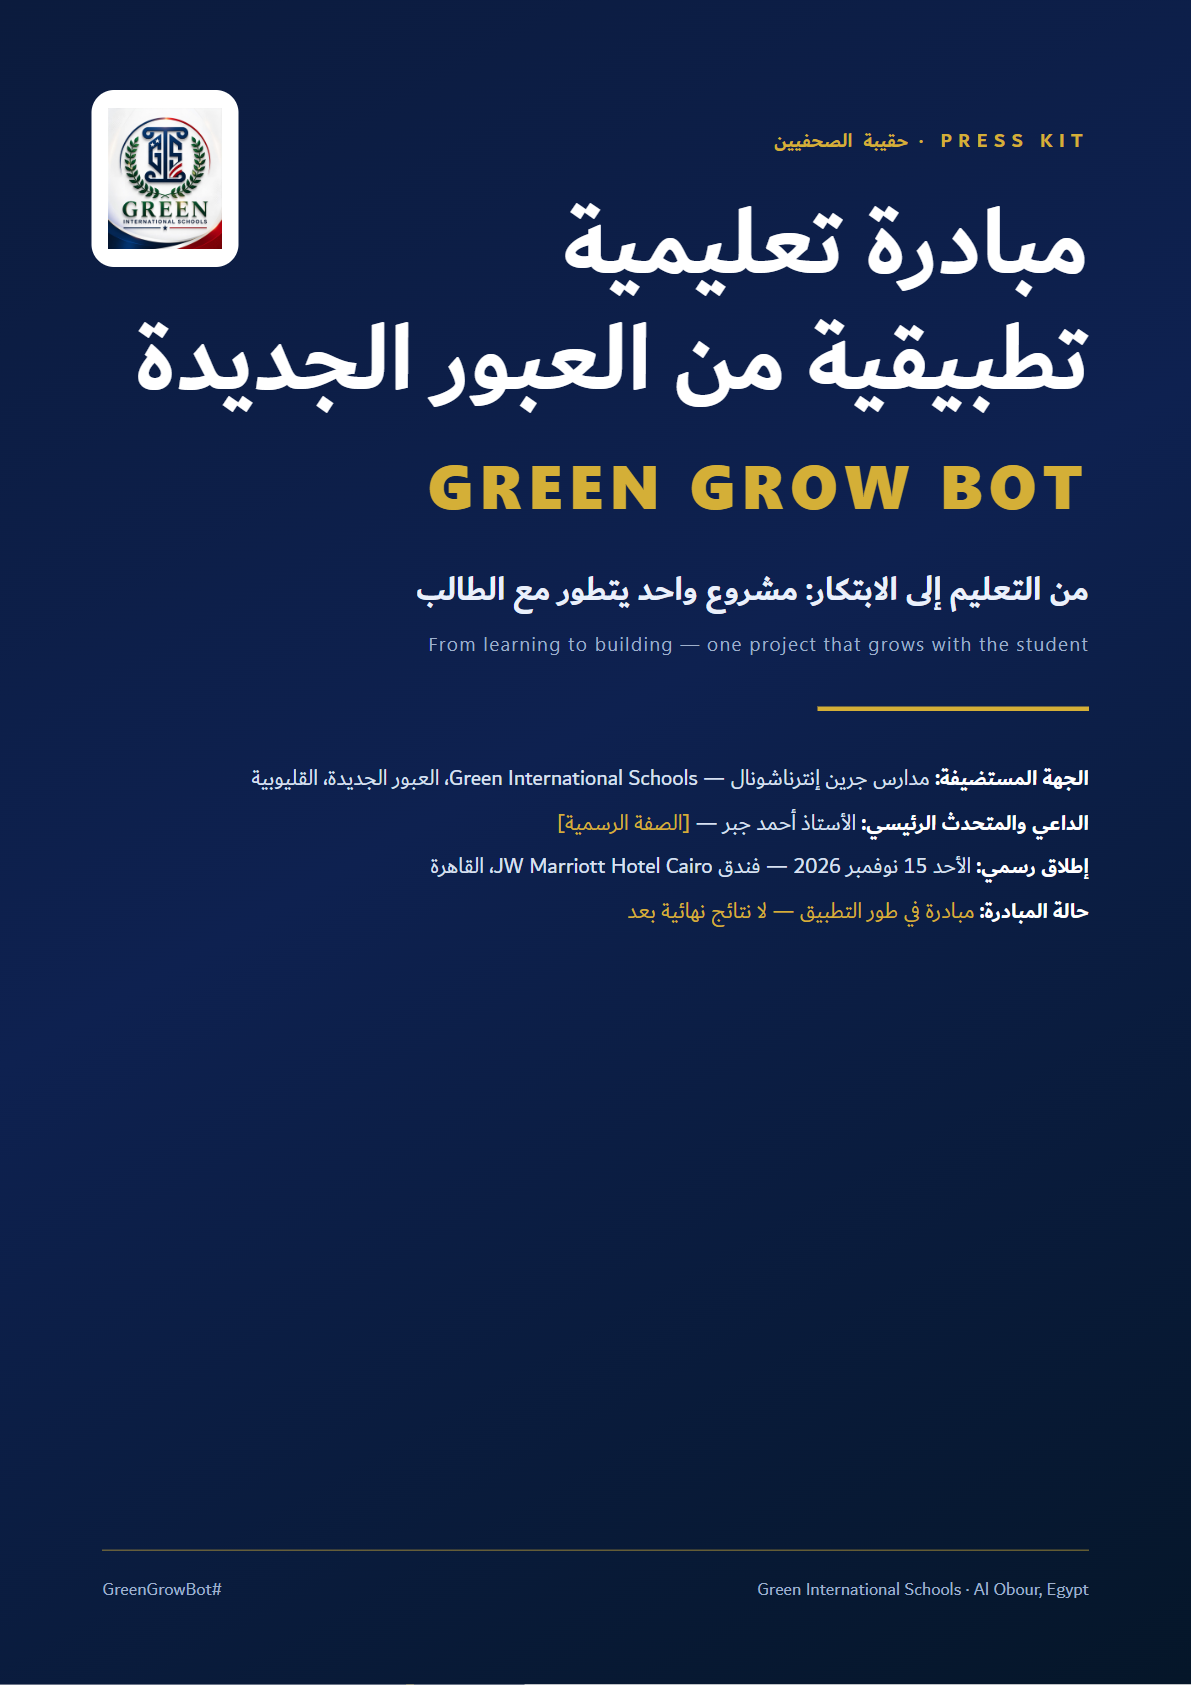 PRESS KIT · حقيبة الصحفيين
GTS
GREEN
INTERNATIONAL SCHOOLS
مبادرة تعليمية
تطبيقية من العبور الجديدة
GREEN GROW BOT
من التعليم إلى الابتكار: مشروع واحد يتطور مع الطالب
From learning to building — one project that grows with the student
الجهة المستضيفة: مدارس جرين إنترناشونال — Green International Schools، العبور الجديدة، القليوبية
الداعي والمتحدث الرئيسي: الأستاذ أحمد جبر — [الصفة الرسمية]
إطلاق رسمي: الأحد 15 نوفمبر 2026 — فندق JW Marriott Hotel Cairo، القاهرة
حالة المبادرة: مبادرة في طور التطبيق — لا نتائج نهائية بعد
Green International Schools · Al Obour, Egypt
GreenGrowBot#